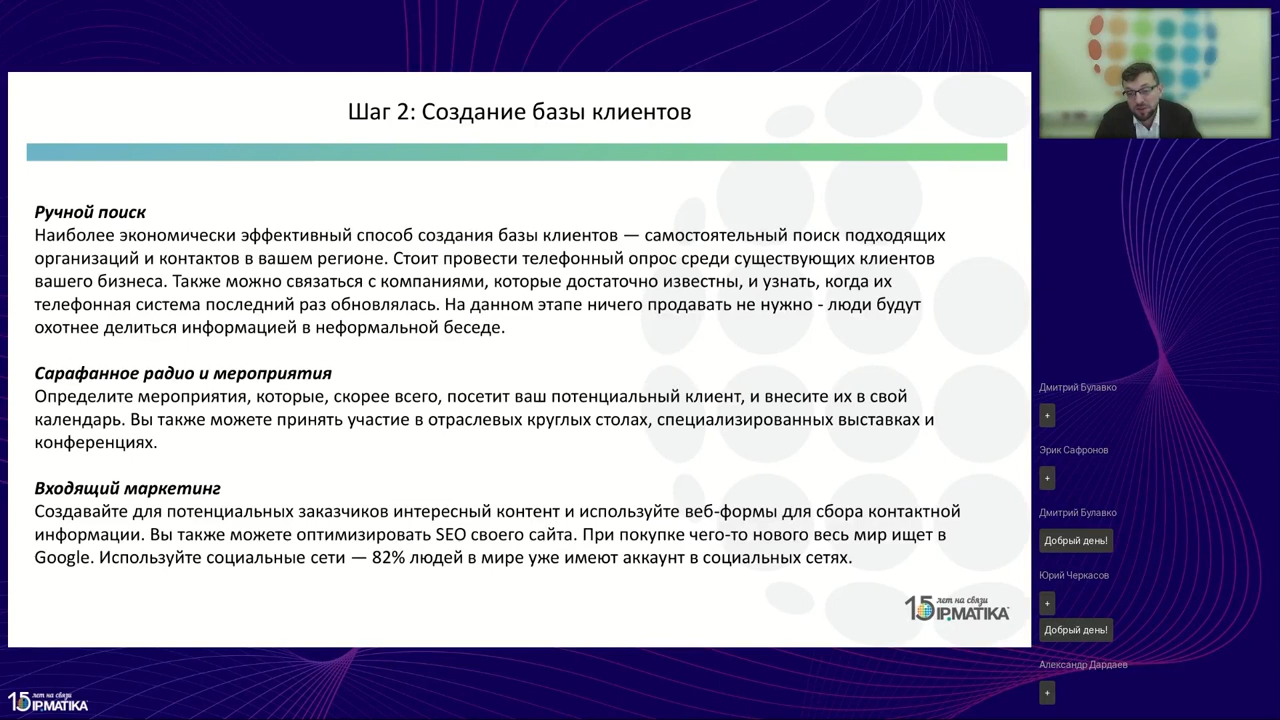 Шаг 2: Создание базы клиентов
Ручной поиск
Наиболее экономически эффективный способ создания базы клиентов — самостоятельный поиск подходящих
организаций и контактов в вашем регионе. Стоит провести телефонный опрос среди существующих клиентов
вашего бизнеса. Также можно связаться с компаниями, которые достаточно известны, и узнать, когда их
телефонная система последний раз обновлялась. На данном этапе ничего продавать не нужно - люди будут
охотнее делиться информацией в неформальной беседе.
Сарафанное радио и мероприятия
Определите мероприятия, которые, скорее всего, посетит ваш потенциальный клиент, и внесите их в свой
календарь. Вы также можете принять участие в отраслевых круглых столах, специализированных выставках и
конференциях.
Входящий маркетинг
Создавайте для потенциальных заказчиков интересный контент и используйте веб-формы для сбора контактной
информации. Вы также можете оптимизировать SEO своего сайта. При покупке чего-то нового весь мир ищет в
Google. Используйте социальные сети — 82% людей в мире уже имеют аккаунт в социальных сетях.
15 лет на связи
IPMATIKA
Дмитрий Булавко
+
Эрик Сафронов
+
Дмитрий Булавко
Добрый день!
Юрий Черкасов
+
Добрый день!
Александр Дардаев
+
15 лет на связи
IPMATIKA